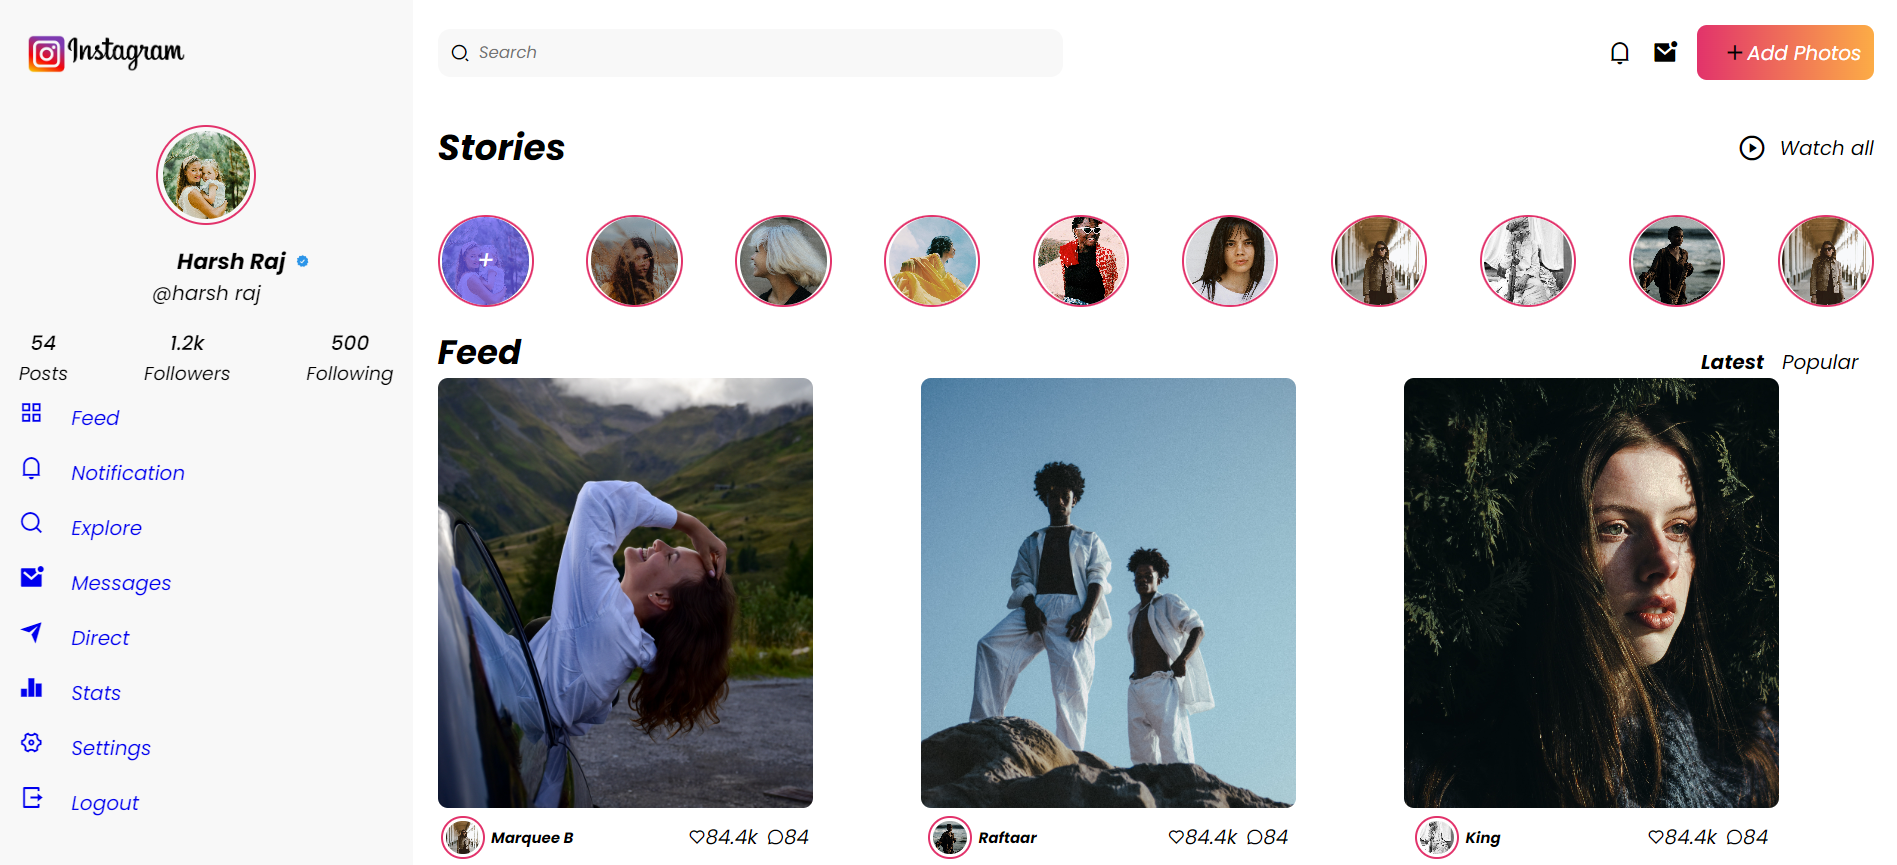 Instagram
Search
+ Add Photos
Harsh Raj
@harsh raj
54 1.2k 500
Posts Followers Following
Feed
Notification
Explore
Messages
Direct
Stats
Settings
Logout
Stories
Watch all
+
Feed
Latest Popular
Marquee B 84.4k 84
Raftaar 84.4k 84
King 84.4k 84